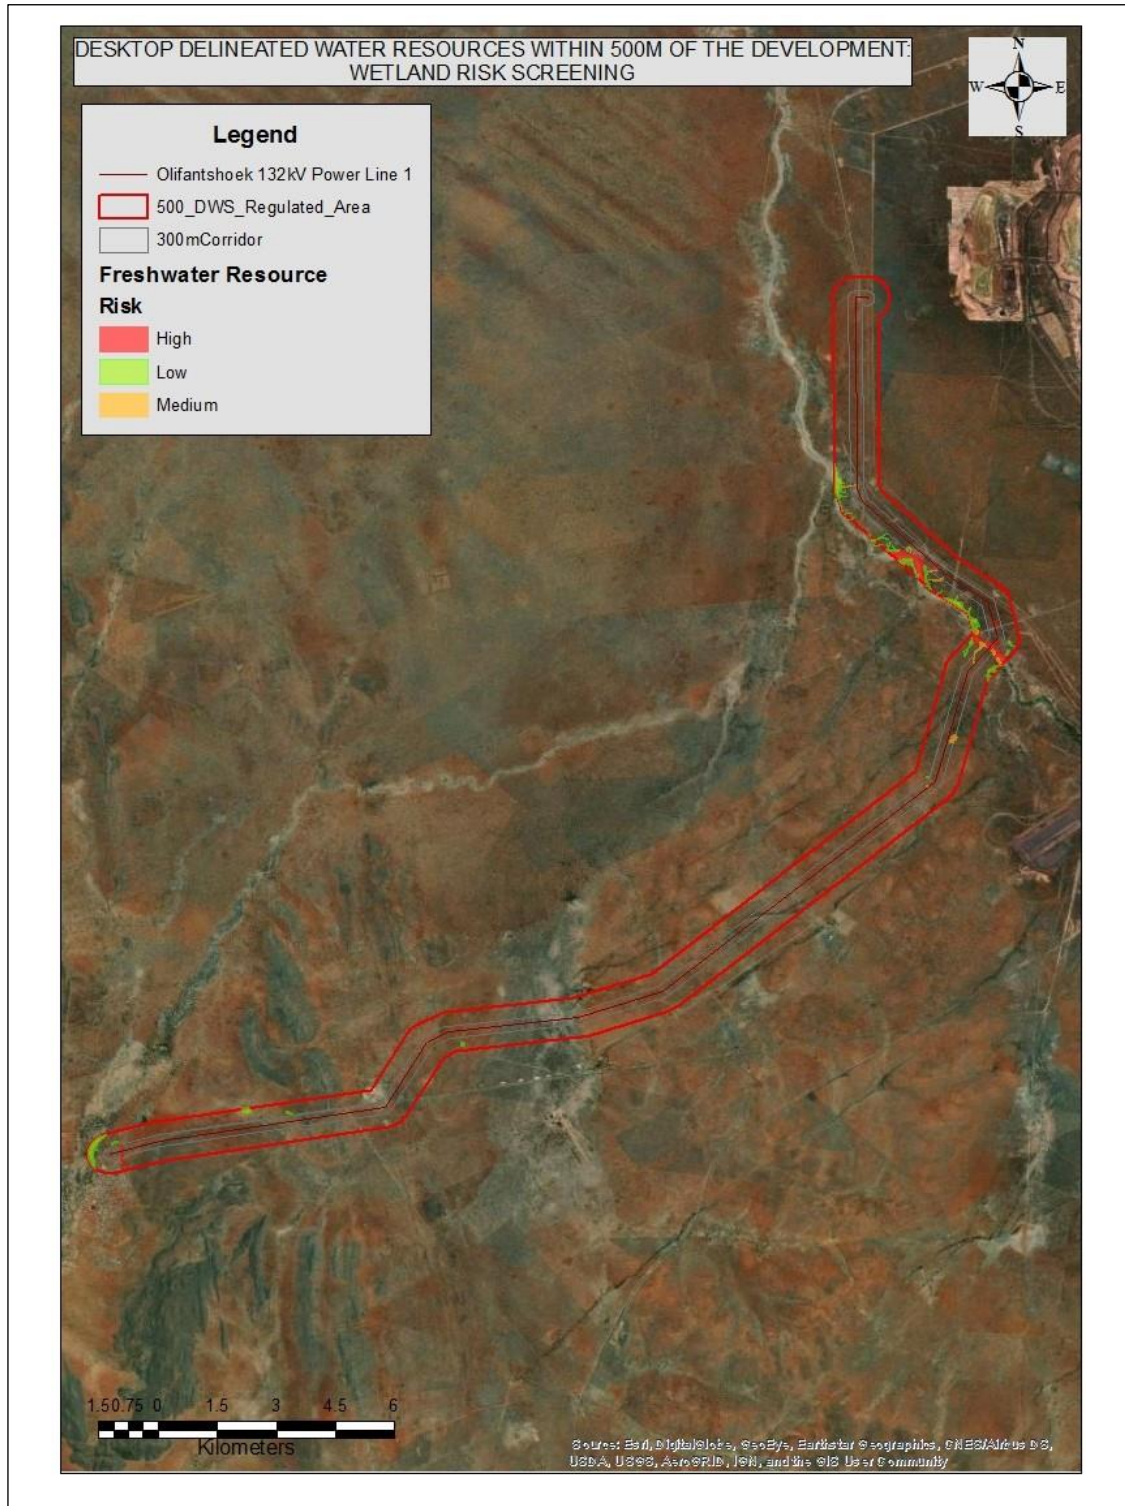 DESKTOP DELINEATED WATER RESOURCES WITHIN 500M OF THE DEVELOPMENT:
WETLAND RISK SCREENING
N
W E
S
Legend
Olifantshoek 132kV Power Line 1
500_DWS_Regulated_Area
300mCorridor
Freshwater Resource
Risk
High
Low
Medium
1.50.75 0 1.5 3 4.5 6
Kilometers
Source: Esri, DigitalGlobe, GeoEye, Earthstar Geographics, CNES/Airbus DS,
USDA, USGS, AeroGRID, IGN, and the GIS User Community